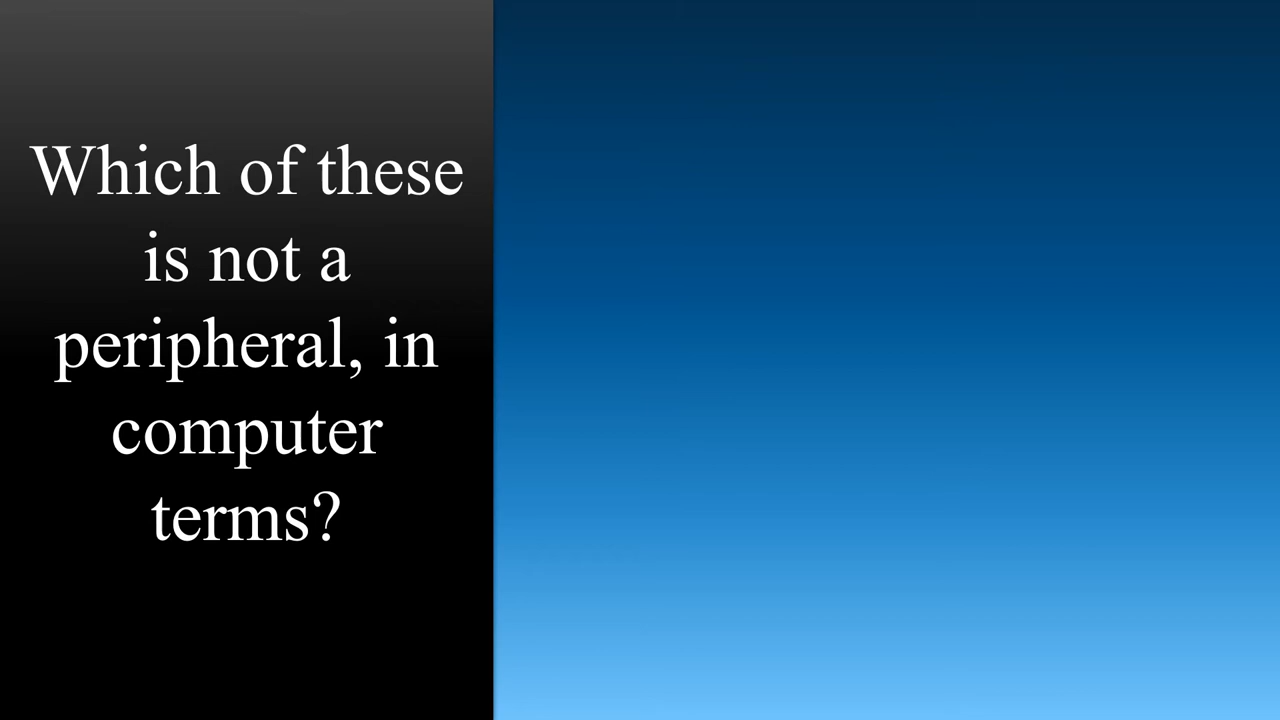 Which of these
is not a
peripheral, in
computer
terms?